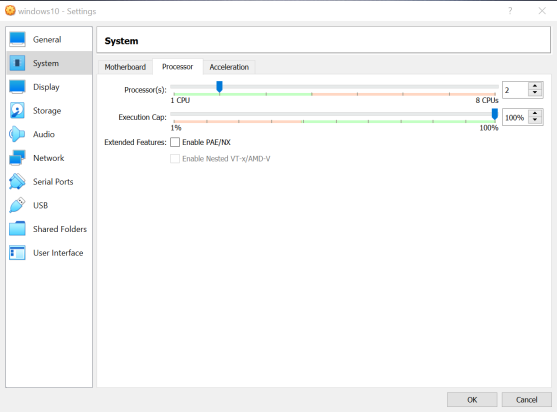 windows10 - Settings
?
General
System
Display
Storage
Audio
Network
Serial Ports
USB
Shared Folders
User Interface
System
Motherboard Processor Acceleration
Processor(s): 2
1 CPU 8 CPUs
Execution Cap: 100%
1% 100%
Extended Features: Enable PAE/NX
Enable Nested VT-x/AMD-V
OK Cancel